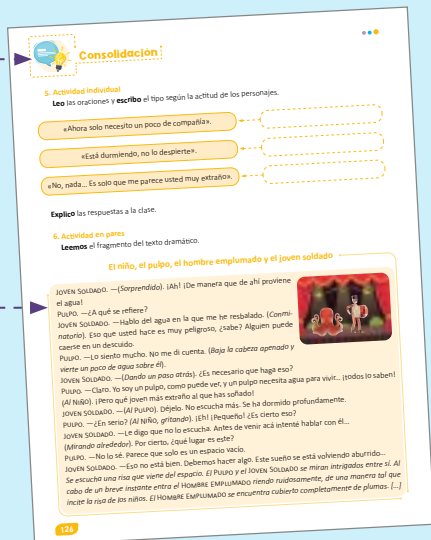 Consolidación
5. Actividad individual
Leo las oraciones y escribo el tipo según la actitud de los personajes.
«Ahora solo necesito un poco de compañía».
«Está durmiendo, no lo despierte».
«No, nada... Es solo que me parece usted muy extraño».
Explico las respuestas a la clase.
6. Actividad en pares
Leemos el fragmento del texto dramático.
El niño, el pulpo, el hombre emplumado y el joven soldado
JOVEN SOLDADO. —(Sorprendido). ¡Ah! ¡De manera que de ahí proviene
el agua!
PULPO. —¿A qué se refiere?
JOVEN SOLDADO. —Hablo del agua en la que me he resbalado. (Conmi-
natorio). Eso que usted hace es muy peligroso, ¿sabe? Alguien puede
caerse en un descuido.
PULPO. —Lo siento mucho. No me di cuenta. (Baja la cabeza apenado y
vierte un poco de agua sobre él).
JOVEN SOLDADO. —(Dando un paso atrás). ¿Es necesario que haga eso?
PULPO. —Claro. Yo soy un pulpo, como puede ver, y un pulpo necesita agua para vivir... ¡todos lo saben!
(Al NIÑO). ¡Pero qué joven más extraño al que has soñado!
JOVEN SOLDADO. —(Al PULPO). Déjelo. No escucha más. Se ha dormido profundamente.
PULPO. —¿En serio? (Al NIÑO, gritando). ¡Eh! ¡Pequeño! ¿Es cierto eso?
JOVEN SOLDADO. —Le digo que no lo escucha. Antes de venir acá intenté hablar con él...
(Mirando alrededor). Por cierto, ¿qué lugar es este?
PULPO. —No lo sé. Parece que solo es un espacio vacío.
JOVEN SOLDADO. —Eso no está bien. Debemos hacer algo. Este sueño se está volviendo aburrido...
Se escucha una risa que viene del espacio. El PULPO y el JOVEN SOLDADO se miran intrigados entre sí. Al
cabo de un breve instante entra el HOMBRE EMPLUMADO riendo ruidosamente, de una manera tal que
incite la risa de los niños. El HOMBRE EMPLUMADO se encuentra cubierto completamente de plumas. [...]
126